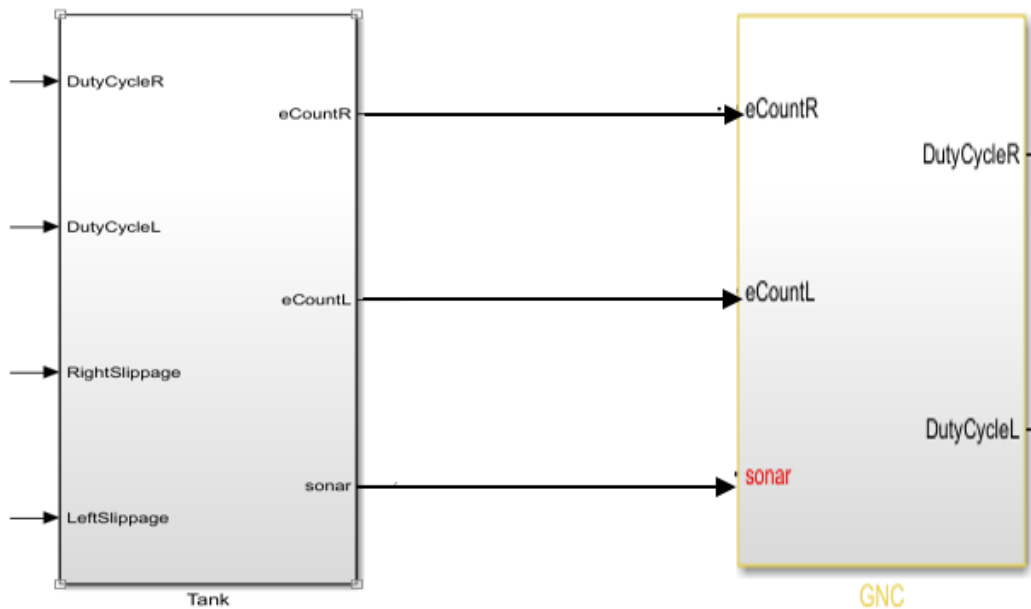 DutyCycleR
DutyCycleL
RightSlippage
LeftSlippage
eCountR
eCountL
sonar
Tank
eCountR
eCountL
sonar
DutyCycleR
DutyCycleL
GNC